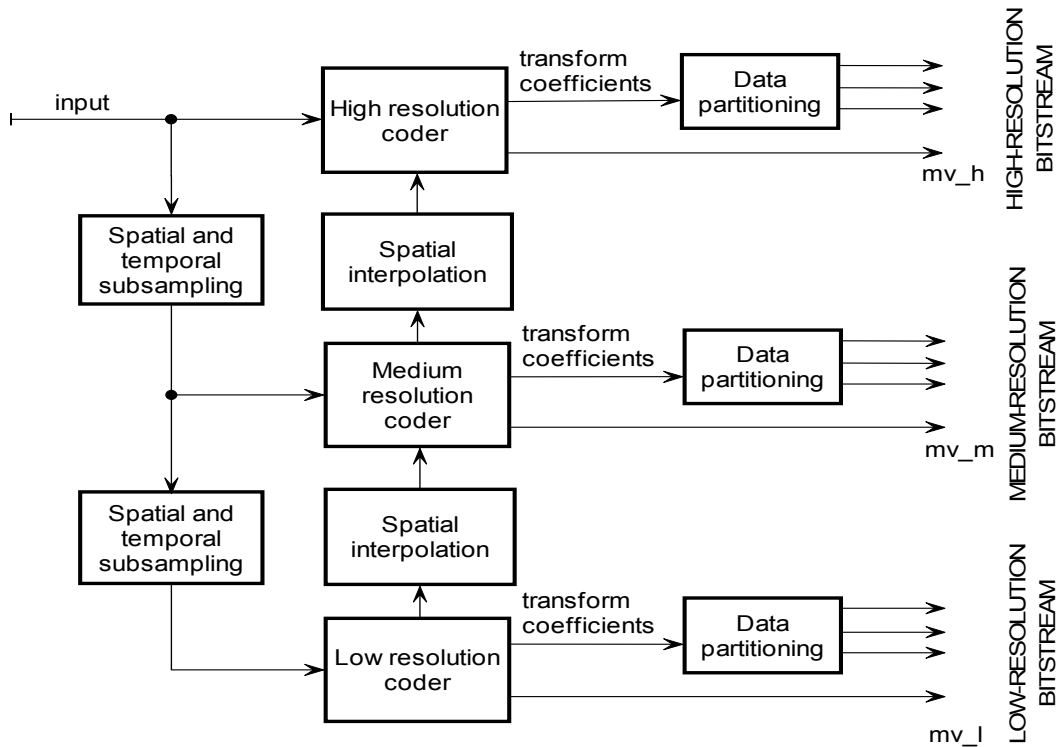 input
High resolution
coder
transform
coefficients
Data
partitioning
mv_h
HIGH-RESOLUTION
BITSTREAM
Spatial and
temporal
subsampling
Spatial
interpolation
Medium
resolution
coder
transform
coefficients
Data
partitioning
mv_m
MEDIUM-RESOLUTION
BITSTREAM
Spatial and
temporal
subsampling
Spatial
interpolation
Low resolution
coder
transform
coefficients
Data
partitioning
mv_l
LOW-RESOLUTION
BITSTREAM